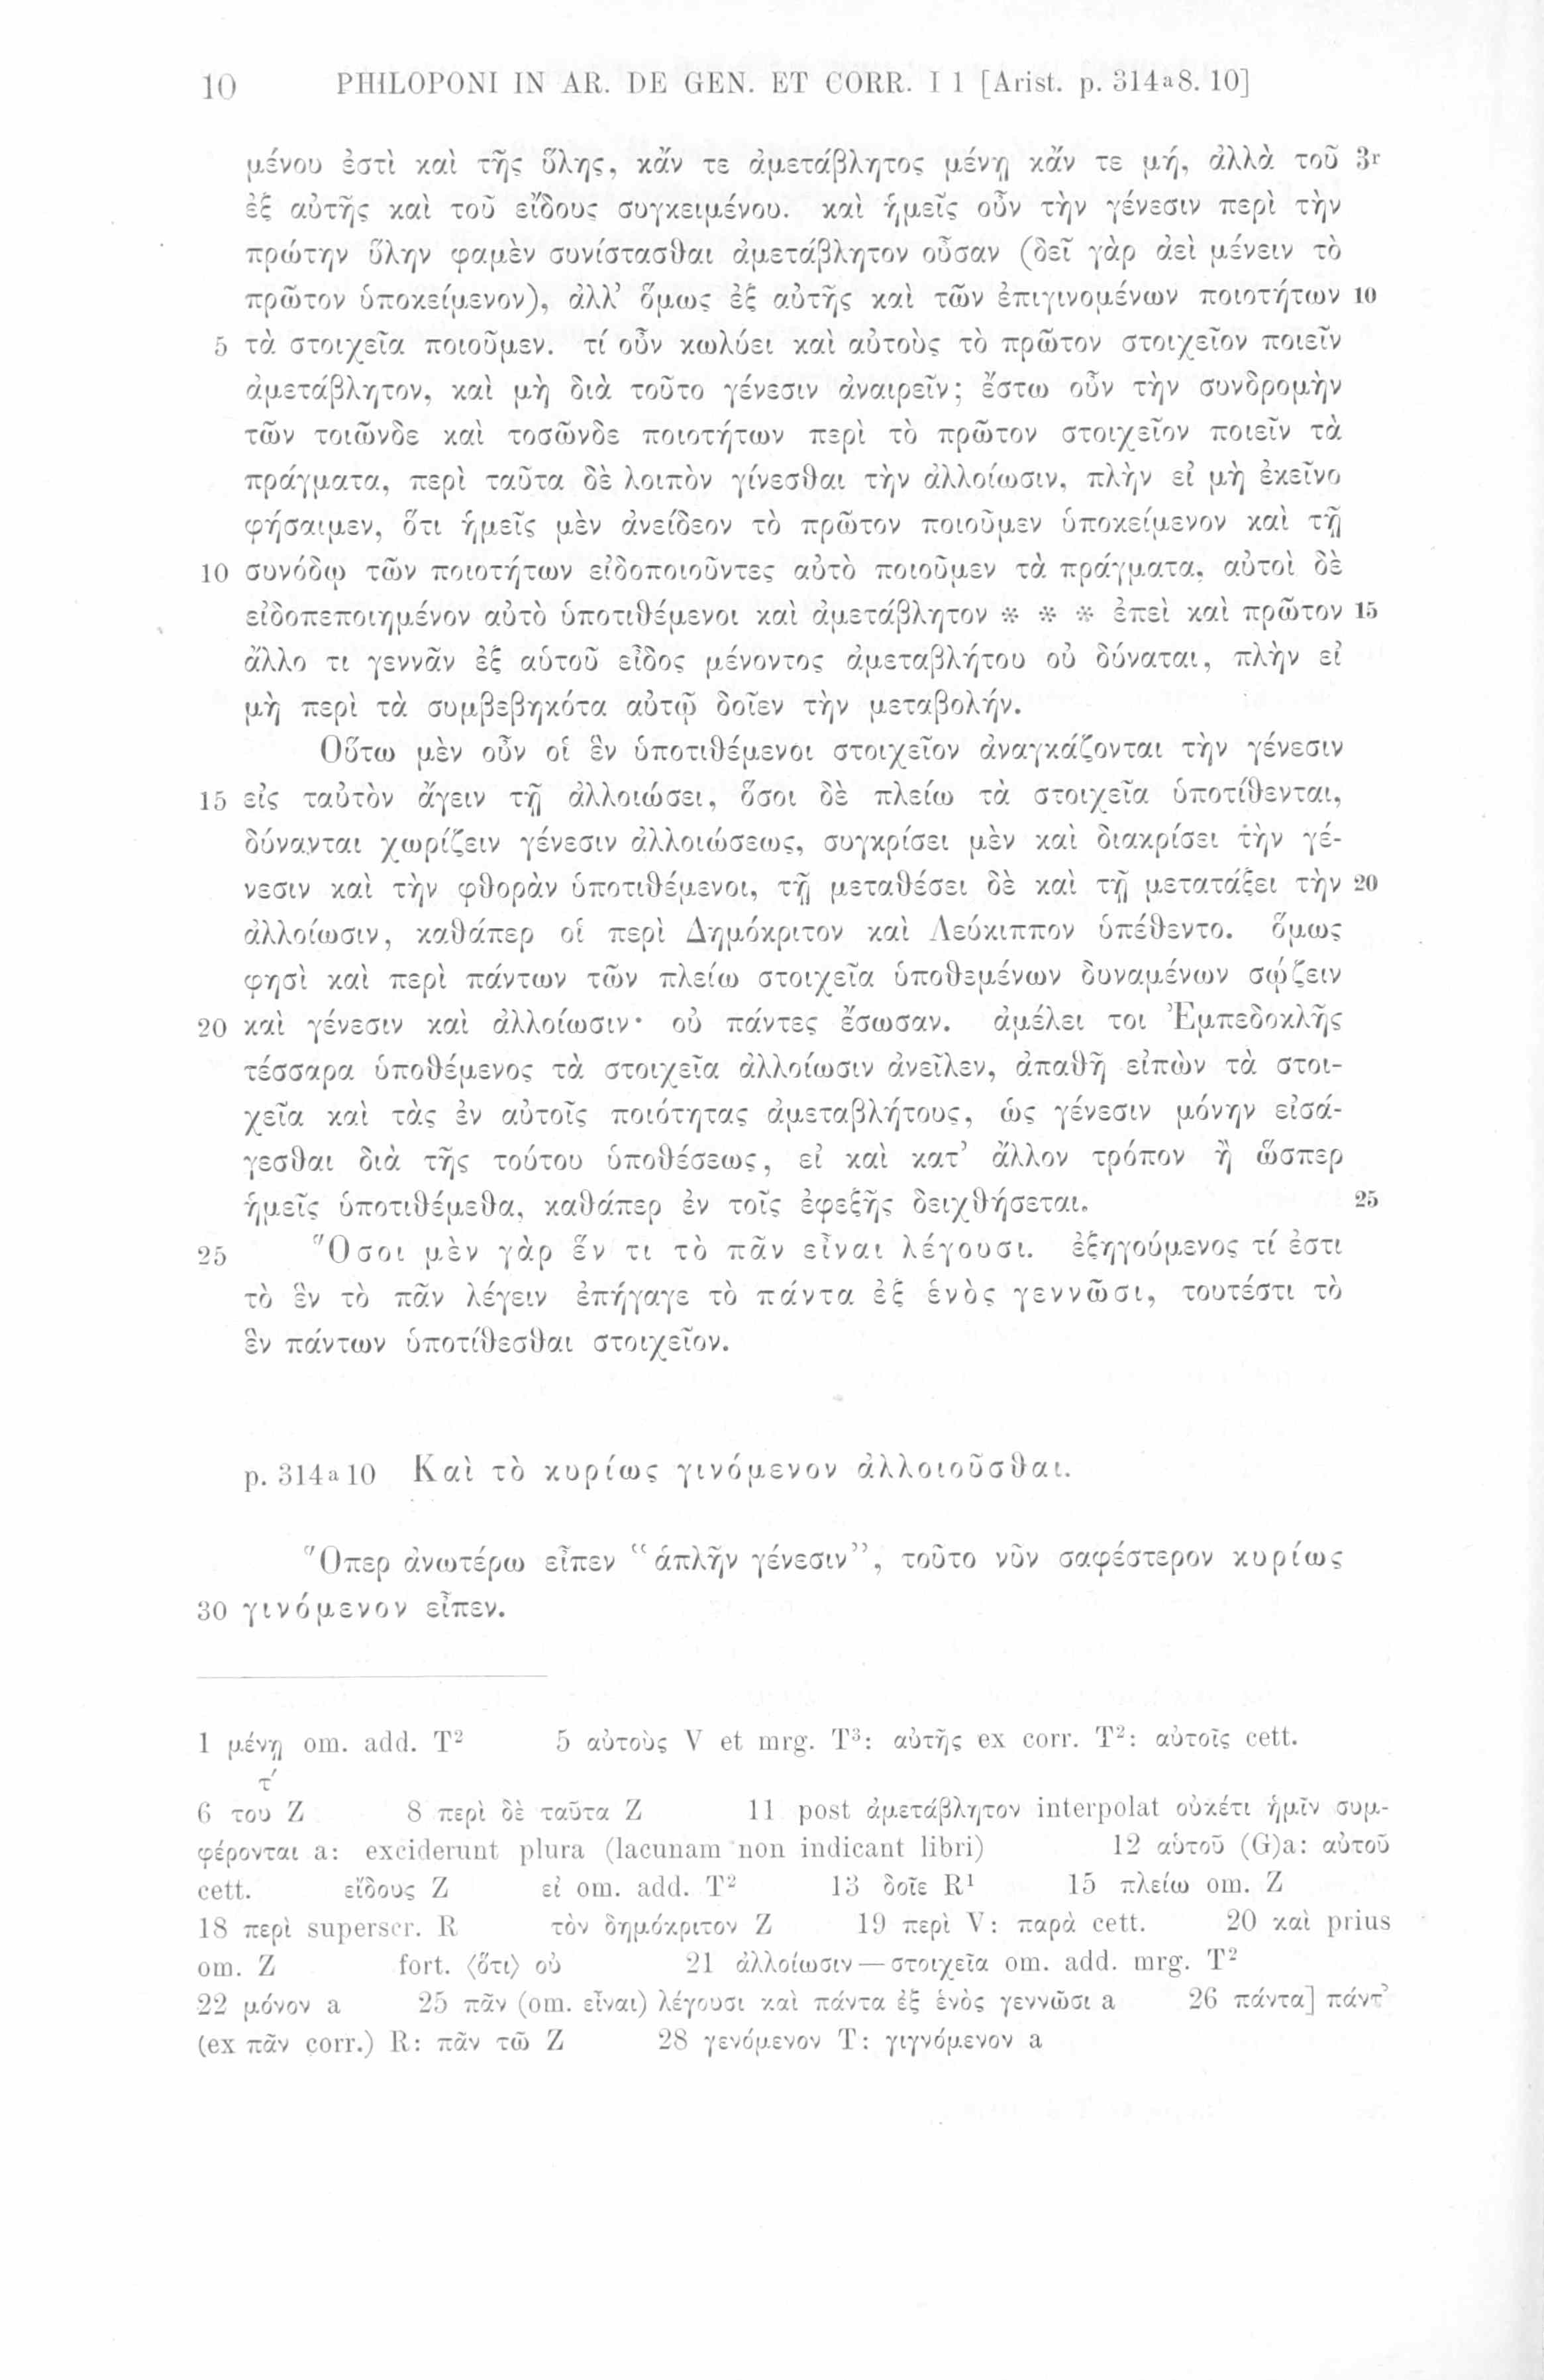 10 PHILOPONI IN AR. DE GEN. ET CORR. I 1 [Arist. p. 314a8. 10]
μένου ἐστὶ καὶ τῆς ὕλης, κἄν τε ἀμετάβλητος μένῃ κἄν τε μή, ἀλλὰ τοῦ 3r
ἐξ αὐτῆς καὶ τοῦ εἴδους συγκειμένου. καὶ ἡμεῖς οὖν τὴν γένεσιν περὶ τὴν
πρώτην ὕλην φαμὲν συνίστασθαι ἀμετάβλητον οὖσαν (δεῖ γὰρ ἀεὶ μένειν τὸ
πρῶτον ὑποκείμενον), ἀλλ’ ὅμως ἐξ αὐτῆς καὶ τῶν ἐπιγινομένων ποιοτήτων 10
5 τὰ στοιχεῖα ποιοῦμεν. τί οὖν κωλύει καὶ αὐτοὺς τὸ πρῶτον στοιχεῖον ποιεῖν
ἀμετάβλητον, καὶ μὴ διὰ τοῦτο γένεσιν ἀναιρεῖν; ἔστω οὖν τὴν συνδρομὴν
τῶν τοιῶνδε καὶ τοσῶνδε ποιοτήτων περὶ τὸ πρῶτον στοιχεῖον ποιεῖν τὰ
πράγματα, περὶ ταῦτα δὲ λοιπὸν γίνεσθαι τὴν ἀλλοίωσιν, πλὴν εἰ μὴ ἐκεῖνο
φήσαιμεν, ὅτι ἡμεῖς μὲν ἀνείδεον τὸ πρῶτον ποιοῦμεν ὑποκείμενον καὶ τῇ
10 συνόδῳ τῶν ποιοτήτων εἰδοποιοῦντες αὐτὸ ποιοῦμεν τὰ πράγματα, αὐτοὶ δὲ
εἰδοπεποιημένον αὐτὸ ὑποτιθέμενοι καὶ ἀμετάβλητον * * * ἐπεὶ καὶ πρῶτον 15
ἄλλο τι γεννᾶν ἐξ αὑτοῦ εἶδος μένοντος ἀμεταβλήτου οὐ δύναται, πλὴν εἰ
μὴ περὶ τὰ συμβεβηκότα αὐτῷ δοῖεν τὴν μεταβολήν.
Οὕτω μὲν οὖν οἱ ἓν ὑποτιθέμενοι στοιχεῖον ἀναγκάζονται τὴν γένεσιν
15 εἰς ταὐτὸν ἄγειν τῇ ἀλλοιώσει, ὅσοι δὲ πλείω τὰ στοιχεῖα ὑποτίθενται,
δύνανται χωρίζειν γένεσιν ἀλλοιώσεως, συγκρίσει μὲν καὶ διακρίσει τὴν γέ-
νεσιν καὶ τὴν φθορὰν ὑποτιθέμενοι, τῇ μεταθέσει δὲ καὶ τῇ μετατάξει τὴν 20
ἀλλοίωσιν, καθάπερ οἱ περὶ Δημόκριτον καὶ Λεύκιππον ὑπέθεντο. ὅμως
φησὶ καὶ περὶ πάντων τῶν πλείω στοιχεῖα ὑποθεμένων δυναμένων σῴζειν
20 καὶ γένεσιν καὶ ἀλλοίωσιν· οὐ πάντες ἔσωσαν. ἀμέλει τοι Ἐμπεδοκλῆς
τέσσαρα ὑποθέμενος τὰ στοιχεῖα ἀλλοίωσιν ἀνεῖλεν, ἀπαθῆ εἰπὼν τὰ στοι-
χεῖα καὶ τὰς ἐν αὐτοῖς ποιότητας ἀμεταβλήτους, ὡς γένεσιν μόνην εἰσά-
γεσθαι διὰ τῆς τούτου ὑποθέσεως, εἰ καὶ κατ’ ἄλλον τρόπον ἢ ὥσπερ
ἡμεῖς ὑποτιθέμεθα, καθάπερ ἐν τοῖς ἐφεξῆς δειχθήσεται. 25
25 Ὅσοι μὲν γὰρ ἕν τι τὸ πᾶν εἶναι λέγουσι. ἐξηγούμενος τί ἐστι
τὸ ἓν τὸ πᾶν λέγειν ἐπήγαγε τὸ πάντα ἐξ ἑνὸς γεννῶσι, τουτέστι τὸ
ἓν πάντων ὑποτίθεσθαι στοιχεῖον.
p. 314a10 Καὶ τὸ κυρίως γινόμενον ἀλλοιοῦσθαι.
Ὅπερ ἀνωτέρω εἶπεν “ἁπλῆν γένεσιν”, τοῦτο νῦν σαφέστερον κυρίως
30 γινόμενον εἶπεν.
1 μένῃ om. add. T² 5 αὐτοὺς V et mrg. T³: αὐτῆς ex corr. T²: αὐτοῖς cett.
τ́
6 του Z 8 περὶ δὲ ταῦτα Z 11 post ἀμετάβλητον interpolat οὐκέτι ἡμῖν συμ-
φέρονται a: exciderunt plura (lacunam non indicant libri) 12 αὑτοῦ (G)a: αὐτοῦ
cett. εἴδους Z εἰ om. add. T² 13 δοῖε R¹ 15 πλείω om. Z
18 περὶ superscr. R τὸν δημόκριτον Z 19 περὶ V: παρὰ cett. 20 καὶ prius
om. Z fort. ⟨ὅτι⟩ οὐ 21 ἀλλοίωσιν—στοιχεῖα om. add. mrg. T²
22 μόνον a 25 πᾶν (om. εἶναι) λέγουσι καὶ πάντα ἐξ ἑνὸς γεννῶσι a 26 πάντα] πάντ’
(ex πᾶν corr.) R: πᾶν τῶ Z 28 γενόμενον T: γιγνόμενον a